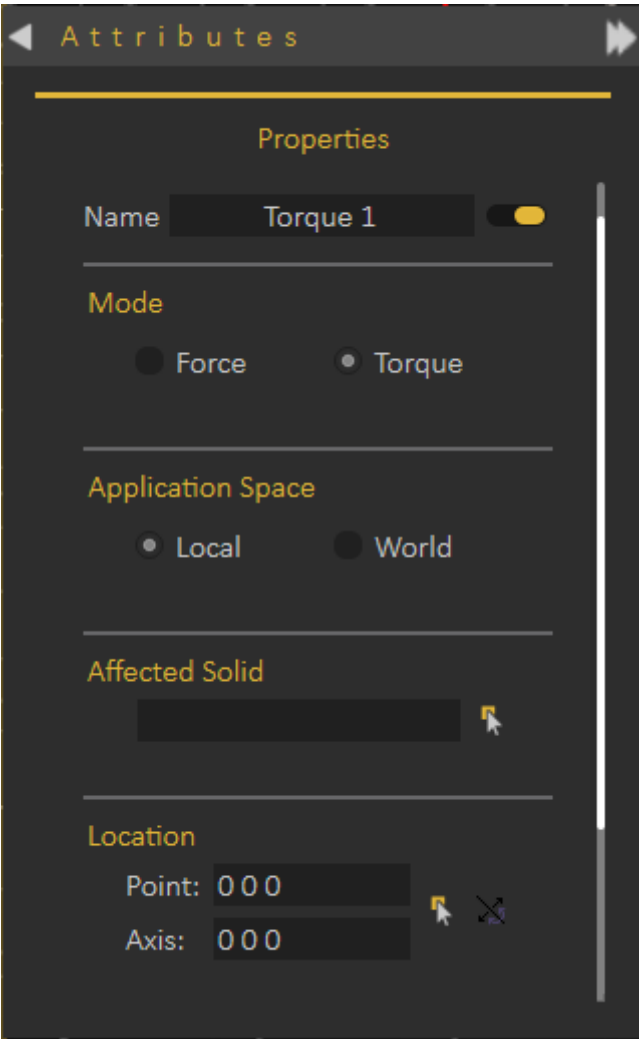 Attributes
Properties
Name Torque 1
Mode
Force Torque
Application Space
Local World
Affected Solid
Location
Point: 0 0 0
Axis: 0 0 0